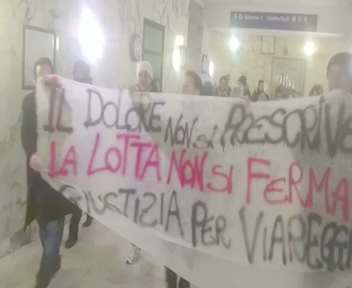 IL DOLORE NON SI PRESCRIVE
LA LOTTA NON SI FERMA
GIUSTIZIA PER VIAREGGIO